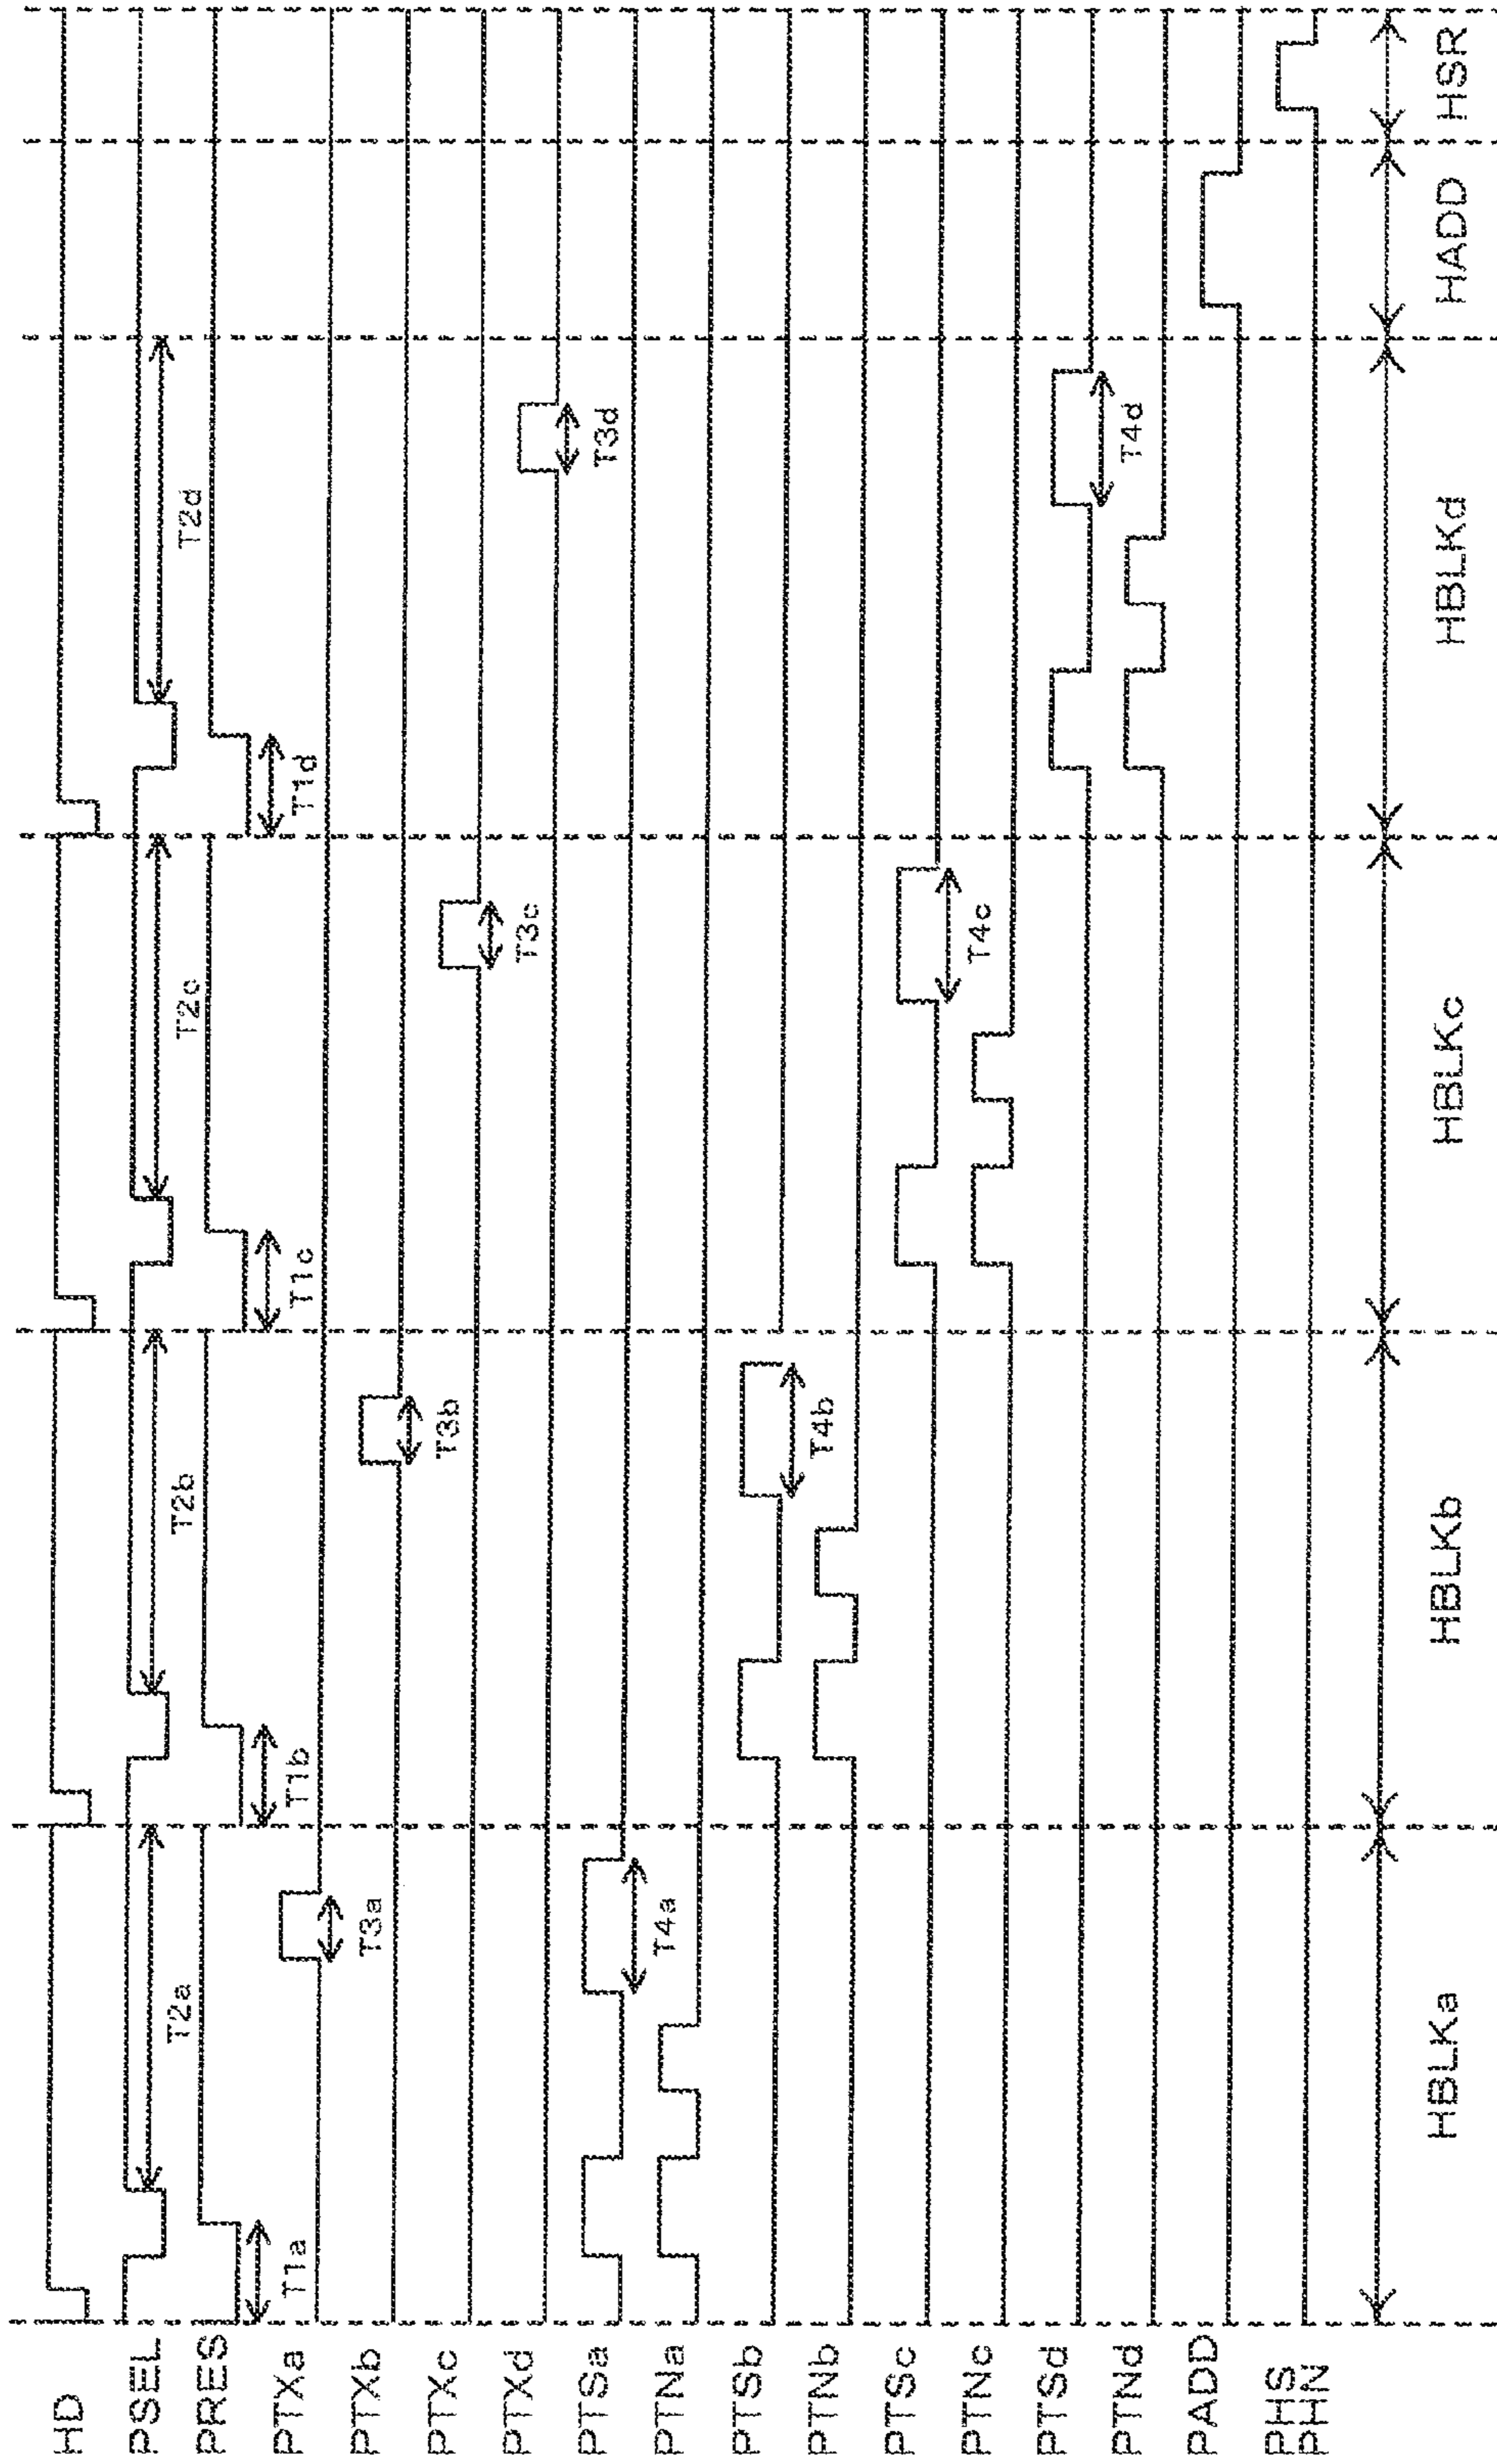 HD
PSEL
PRES
PTXa
PTXb
PTXc
PTXd
PTSa
PTNa
PTSb
PTNb
PTSc
PTNc
PTSd
PTNd
PADD
PHS
PHN
T2a
T2b
T2c
T2d
T1a
T1b
T1c
T1d
T3a
T3b
T3c
T3d
T4a
T4b
T4c
T4d
HBLKa
HBLKb
HBLKc
HBLKd
HADD
HSR